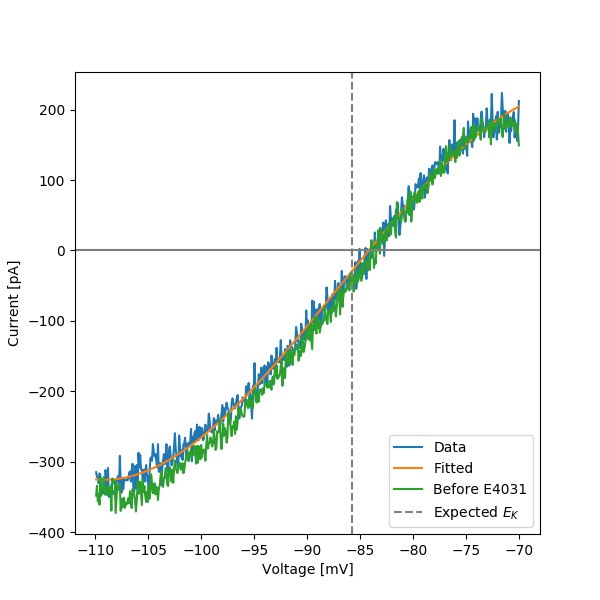 200
100
0
−100
−200
−300
−400
Current [pA]
−110 −105 −100 −95 −90 −85 −80 −75 −70
Voltage [mV]
Data
Fitted
Before E4031
Expected E_K